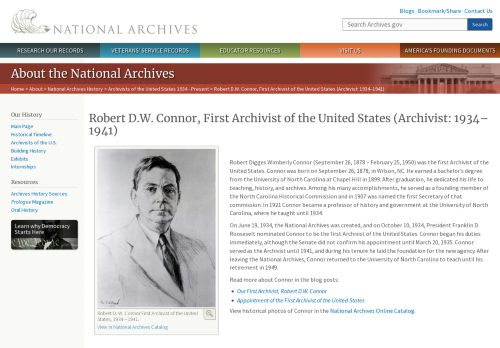 Blogs · Bookmark/Share · Contact Us
NATIONAL ARCHIVES
Search Archives.gov
Search
RESEARCH OUR RECORDS
VETERANS' SERVICE RECORDS
EDUCATOR RESOURCES
VISIT US
AMERICA'S FOUNDING DOCUMENTS
About the National Archives
Home > About > National Archives History > Archivists of the United States 1934 - Present > Robert D.W. Connor, First Archivist of the United States (Archivist: 1934–1941)
Our History
Main Page
Historical Timeline
Archivists of the U.S.
Building History
Exhibits
Internships
Resources
Archives History Sources
Prologue Magazine
Oral History
Learn why Democracy
Starts Here
Robert D.W. Connor, First Archivist of the United States (Archivist: 1934–
1941)
Robert D.W. Connor First Archivist of the United
States, 1934—1941.
View in National Archives Catalog
Robert Digges Wimberly Connor (September 26, 1878 – February 25, 1950) was the first Archivist of the
United States. Connor was born on September 26, 1878, in Wilson, NC. He earned a bachelor's degree
from the University of North Carolina at Chapel Hill in 1899. After graduation, he dedicated his life to
teaching, history, and archives. Among his many accomplishments, he served as a founding member of
the North Carolina Historical Commission and in 1907 was named the first Secretary of that
commission. In 1921 Connor became a professor of history and government at the University of North
Carolina, where he taught until 1934.
On June 19, 1934, the National Archives was created, and on October 10, 1934, President Franklin D.
Roosevelt nominated Connor to be the first Archivist of the United States. Connor began his duties
immediately, although the Senate did not confirm his appointment until March 20, 1935. Connor
served as the Archivist until 1941, and during his tenure he laid the foundation for the new agency. After
leaving the National Archives, Connor returned to the University of North Carolina to teach until his
retirement in 1949.
Read more about Connor in the blog posts:
Our First Archivist, Robert D.W. Connor
Appointment of the First Archivist of the United States
View historical photos of Connor in the National Archives Online Catalog.